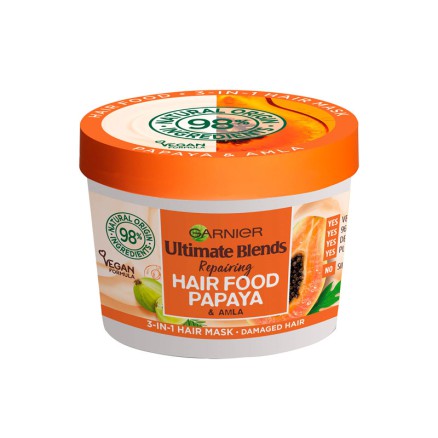 HAIR FOOD • 3-IN-1 HAIR MASK
NATURAL ORIGIN
98%
INGREDIENTS
VEGAN
FORMULA
PAPAYA & AMLA
NATURAL ORIGIN
98%
INGREDIENTS
VEGAN
FORMULA
GARNIER
Ultimate Blends
Repairing
HAIR FOOD
PAPAYA
& AMLA
3-IN-1 HAIR MASK - DAMAGED HAIR
YES
YES
YES
NO